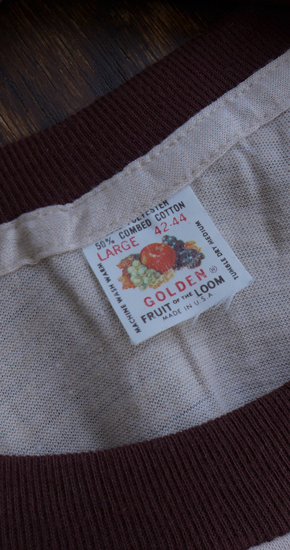 POLYESTER
50% COMBED COTTON
LARGE 42-44
MACHINE WASH WARM
TUMBLE DRY MEDIUM
GOLDEN®
FRUIT OF THE LOOM
MADE IN U.S.A